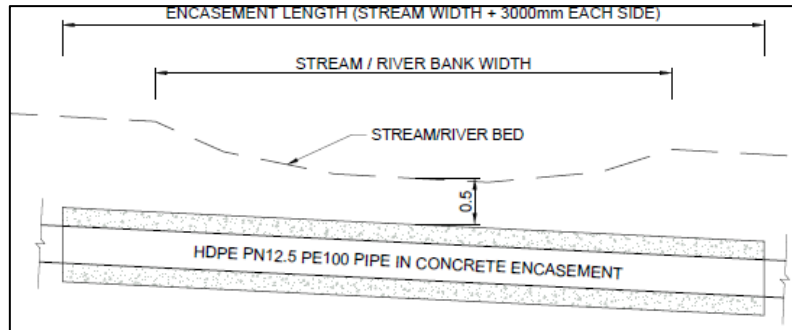 ENCASEMENT LENGTH (STREAM WIDTH + 3000mm EACH SIDE)
STREAM / RIVER BANK WIDTH
STREAM/RIVER BED
0.5
HDPE PN12.5 PE100 PIPE IN CONCRETE ENCASEMENT